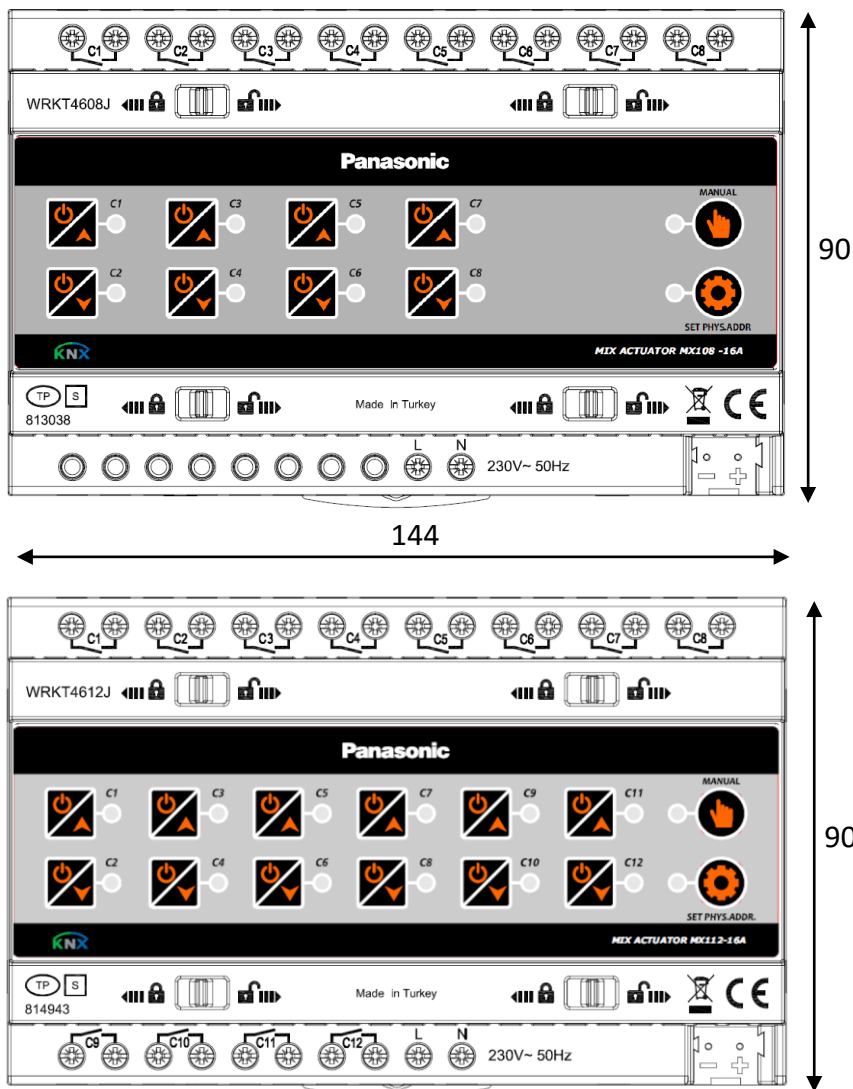 C1 C2 C3 C4 C5 C6 C7 C8
WRKT4608J
Panasonic
C1 C3 C5 C7 MANUAL
C2 C4 C6 C8
SET PHYS.ADDR
KNX MIX ACTUATOR MX108 -16A
TP S
813038
Made in Turkey
CE
L N
230V~ 50Hz
- +
90
144
C1 C2 C3 C4 C5 C6 C7 C8
WRKT4612J
Panasonic
C1 C3 C5 C7 C9 C11 MANUAL
C2 C4 C6 C8 C10 C12
SET PHYS.ADDR.
KNX MIX ACTUATOR MX112-16A
TP S
814943
Made in Turkey
CE
C9 C10 C11 C12 L N
230V~ 50Hz
- +
90